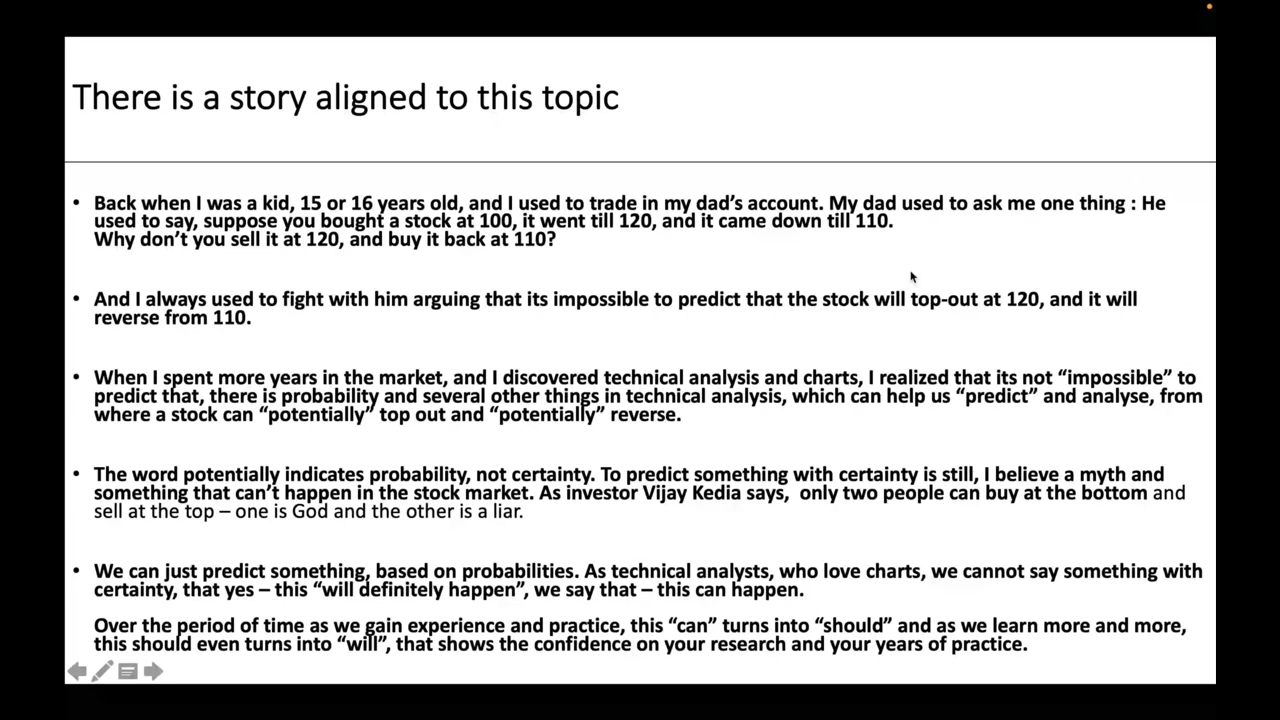 There is a story aligned to this topic
• Back when I was a kid, 15 or 16 years old, and I used to trade in my dad’s account. My dad used to ask me one thing : He
used to say, suppose you bought a stock at 100, it went till 120, and it came down till 110.
Why don’t you sell it at 120, and buy it back at 110?
• And I always used to fight with him arguing that its impossible to predict that the stock will top-out at 120, and it will
reverse from 110.
• When I spent more years in the market, and I discovered technical analysis and charts, I realized that its not “impossible” to
predict that, there is probability and several other things in technical analysis, which can help us “predict” and analyse, from
where a stock can “potentially” top out and “potentially” reverse.
• The word potentially indicates probability, not certainty. To predict something with certainty is still, I believe a myth and
something that can’t happen in the stock market. As investor Vijay Kedia says, only two people can buy at the bottom and
sell at the top – one is God and the other is a liar.
• We can just predict something, based on probabilities. As technical analysts, who love charts, we cannot say something with
certainty, that yes – this “will definitely happen”, we say that – this can happen.
Over the period of time as we gain experience and practice, this “can” turns into “should” and as we learn more and more,
this should even turns into “will”, that shows the confidence on your research and your years of practice.